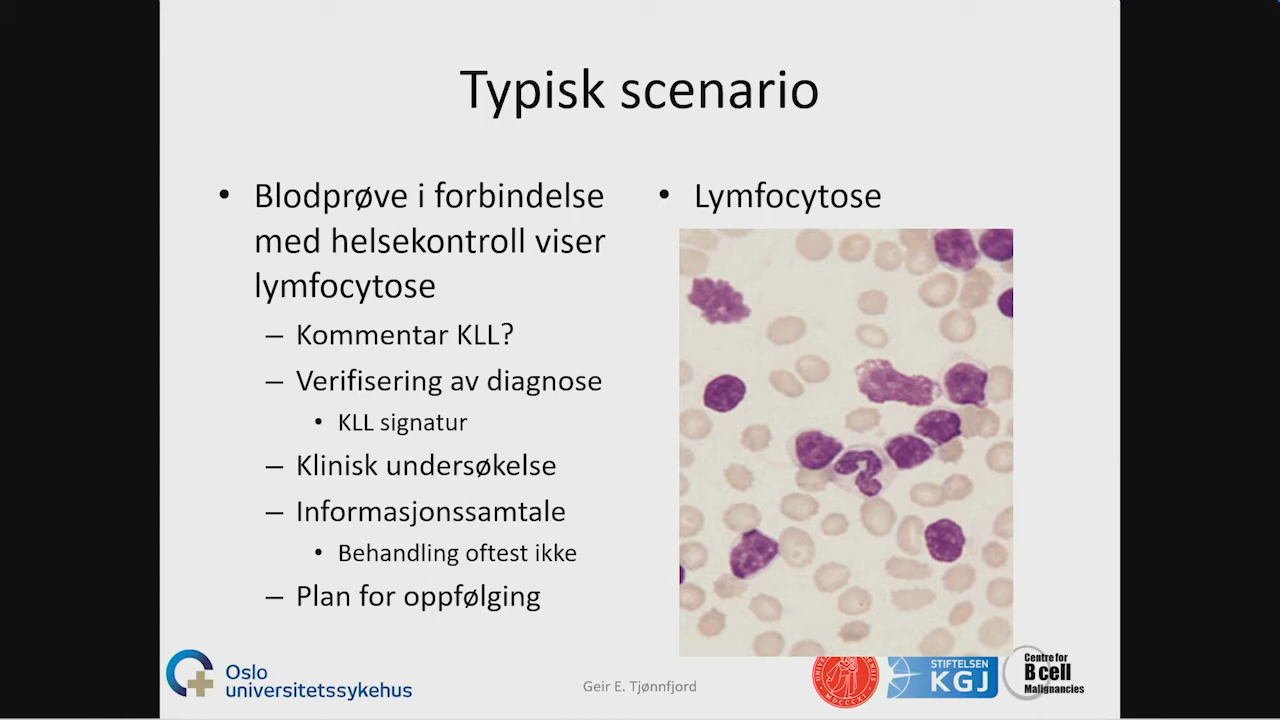 Typisk scenario
• Blodprøve i forbindelse
med helsekontroll viser
lymfocytose
– Kommentar KLL?
– Verifisering av diagnose
• KLL signatur
– Klinisk undersøkelse
– Informasjonssamtale
• Behandling oftest ikke
– Plan for oppfølging
• Lymfocytose
Oslo
universitetssykehus
Geir E. Tjønnfjord
MDCCCXI
STIFTELSEN
KGJ
Centre for
B cell
Malignancies